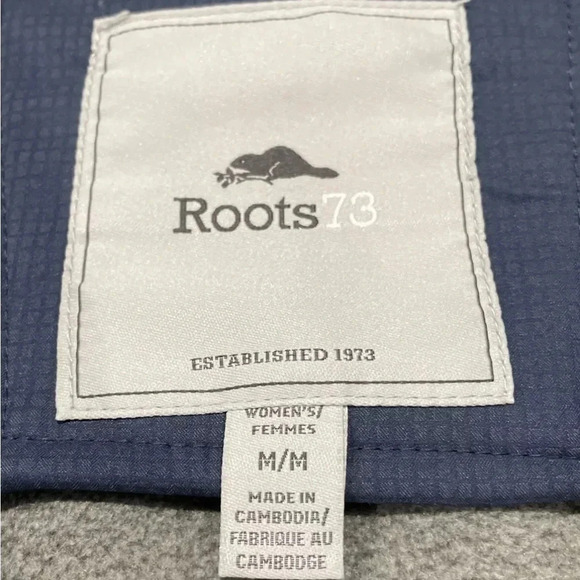 Roots73
ESTABLISHED 1973
WOMEN'S/
FEMMES
M/M
MADE IN
CAMBODIA/
FABRIQUE AU
CAMBODGE